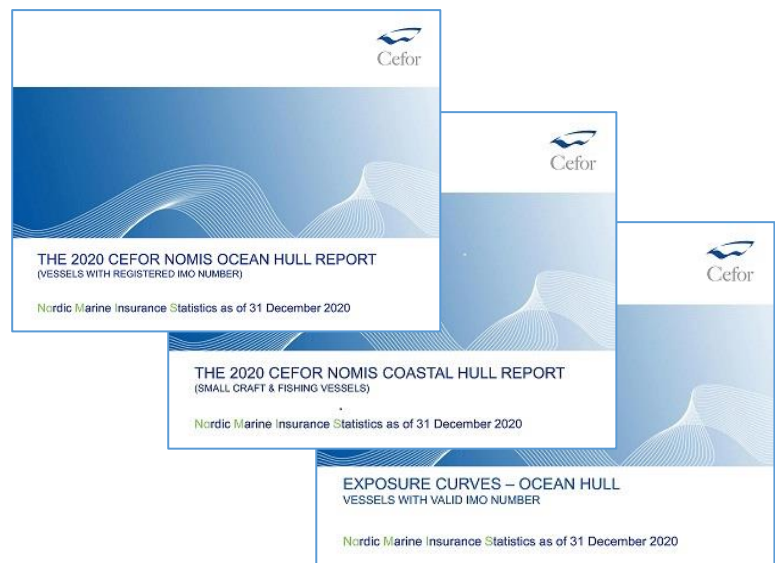 Cefor
THE 2020 CEFOR NOMIS OCEAN HULL REPORT
(VESSELS WITH REGISTERED IMO NUMBER)
Nordic Marine Insurance Statistics as of 31 December 2020
Cefor
THE 2020 CEFOR NOMIS COASTAL HULL REPORT
(SMALL CRAFT & FISHING VESSELS)
Nordic Marine Insurance Statistics as of 31 December 2020
Cefor
EXPOSURE CURVES – OCEAN HULL
VESSELS WITH VALID IMO NUMBER
Nordic Marine Insurance Statistics as of 31 December 2020